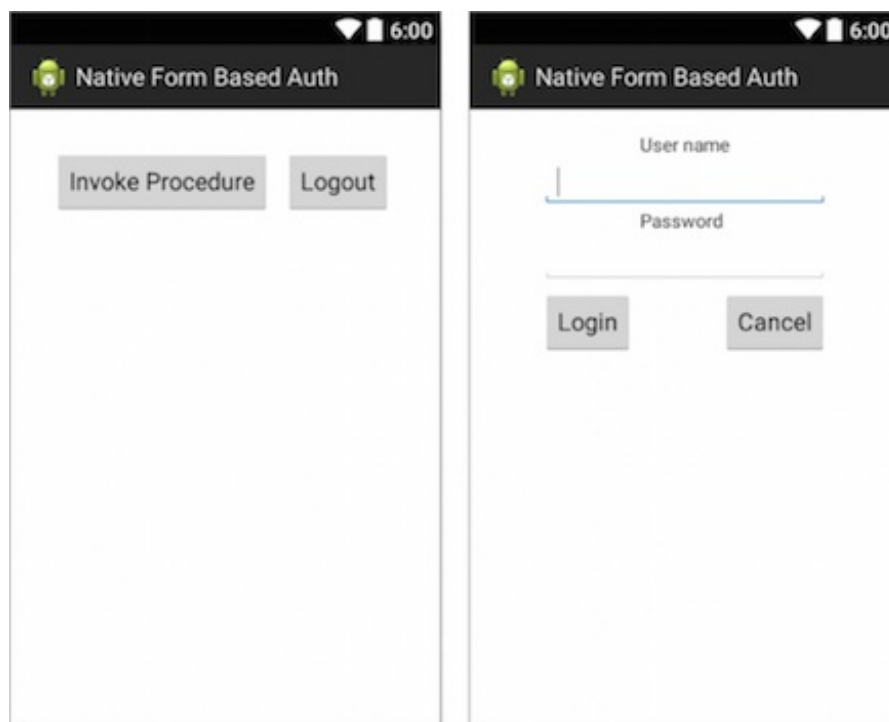 6:00
Native Form Based Auth
Invoke Procedure Logout
6:00
Native Form Based Auth
User name
Password
Login Cancel